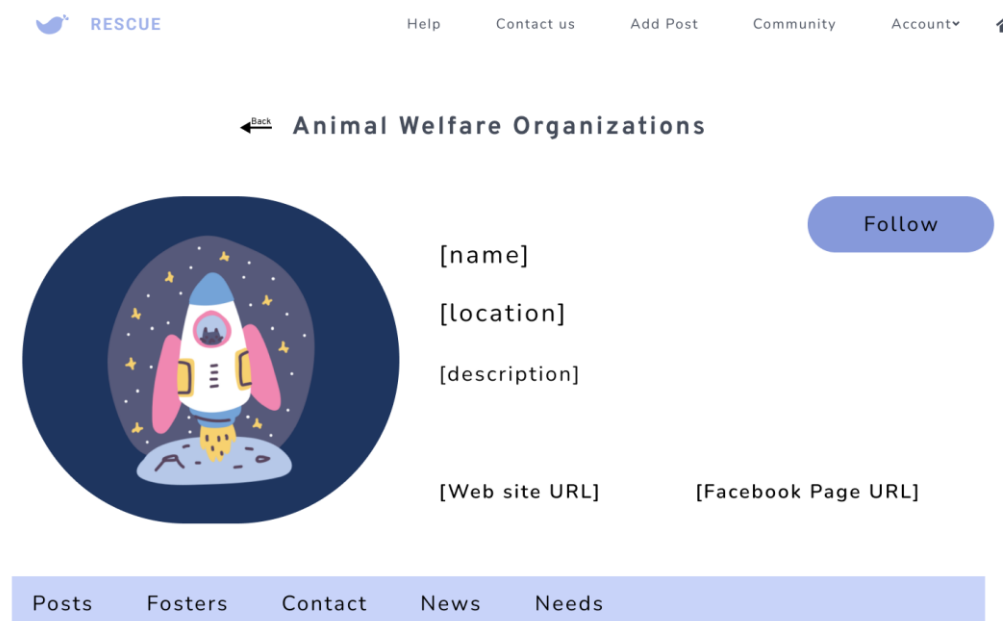 RESCUE Help Contact us Add Post Community Account
Back Animal Welfare Organizations
Follow
[name]
[location]
[description]
[Web site URL] [Facebook Page URL]
Posts Fosters Contact News Needs